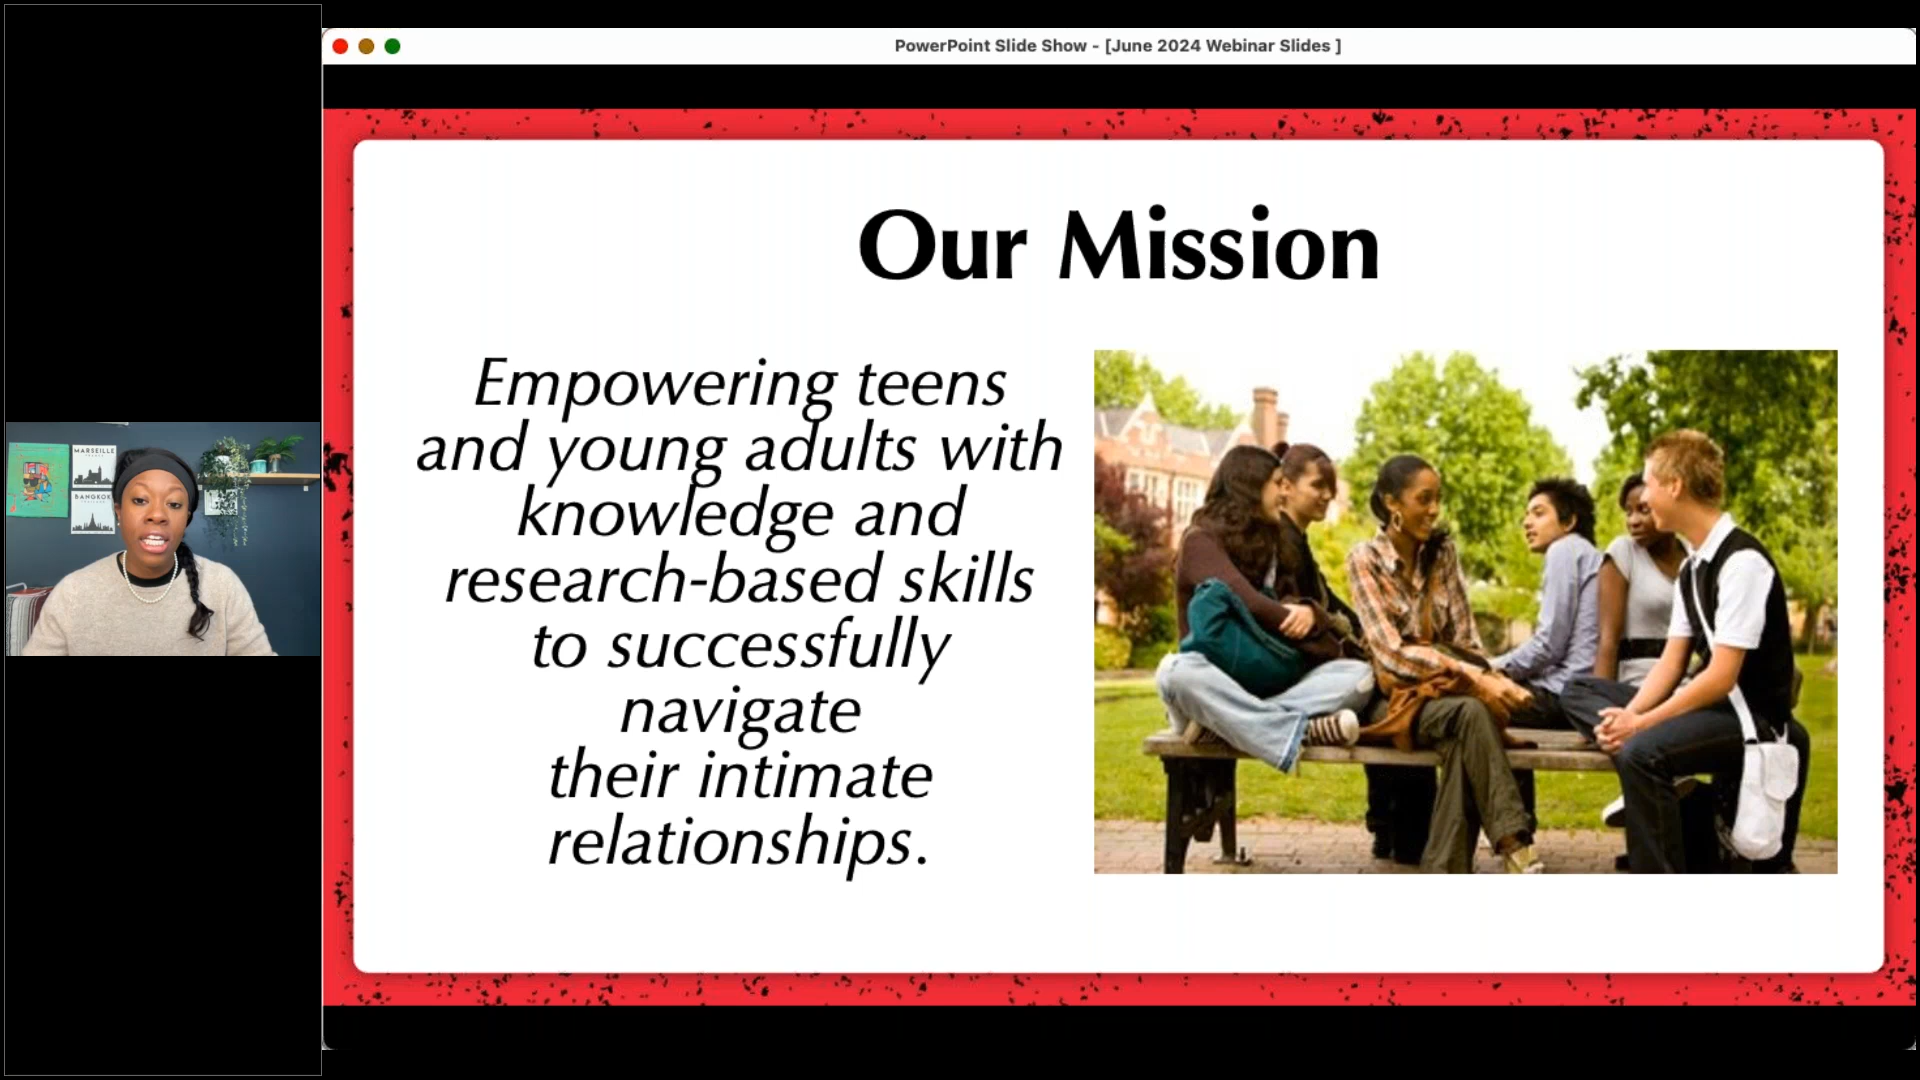 PowerPoint Slide Show - [June 2024 Webinar Slides ]
MARSEILLE
BANGKOK
Our Mission
Empowering teens
and young adults with
knowledge and
research-based skills
to successfully
navigate
their intimate
relationships.